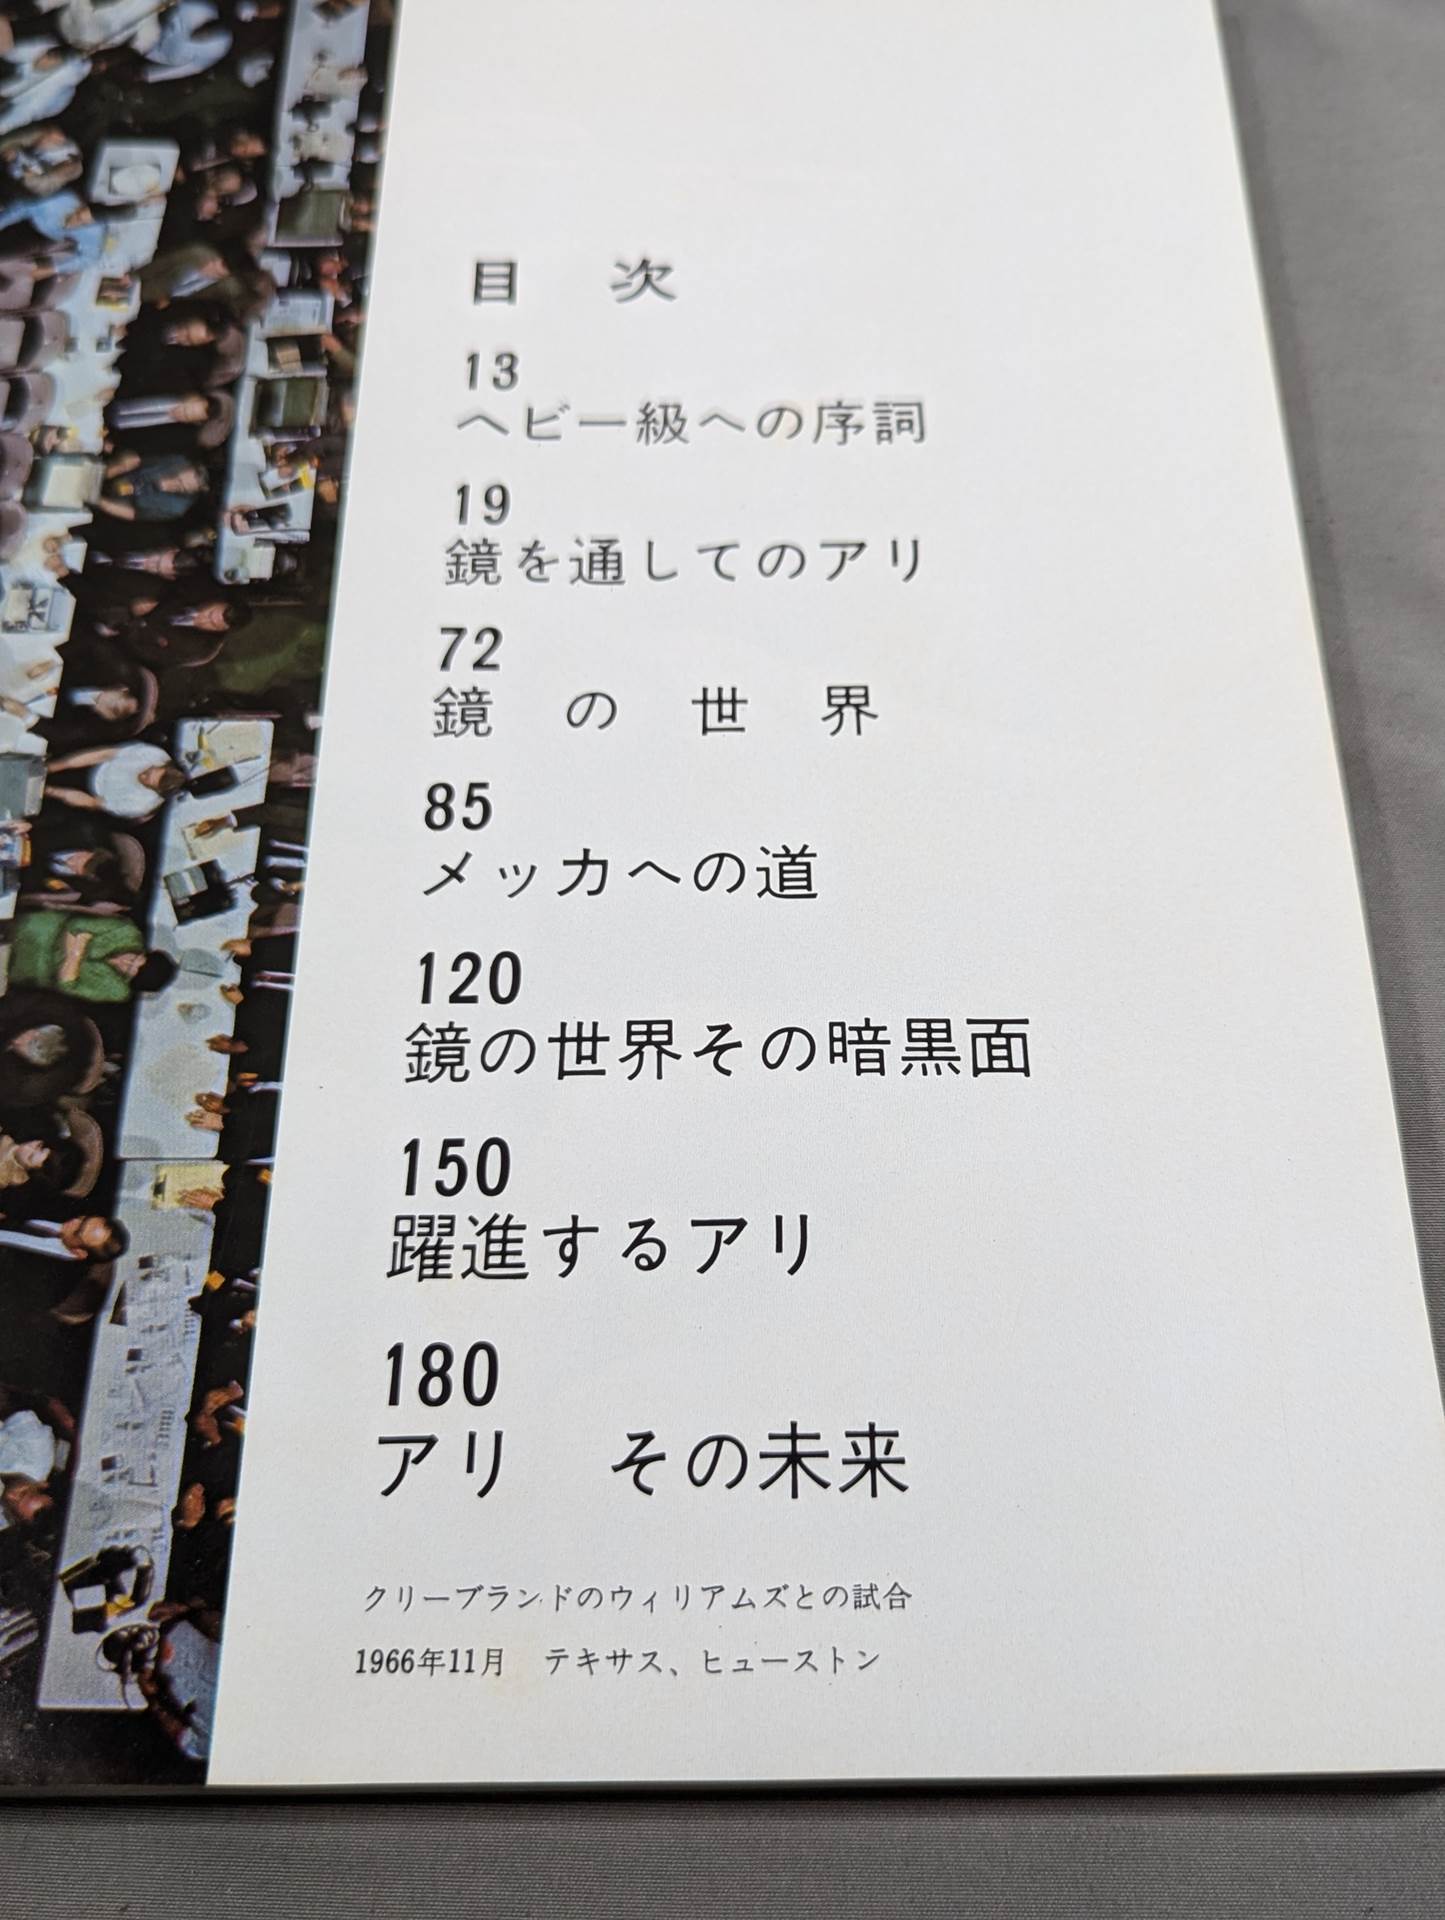 目 次
13
ヘビー級への序詞
19
鏡を通してのアリ
72
鏡の世界
85
メッカへの道
120
鏡の世界その暗黒面
150
躍進するアリ
180
アリ その未来
クリーブランドのウィリアムズとの試合
1966年11月 テキサス、ヒューストン